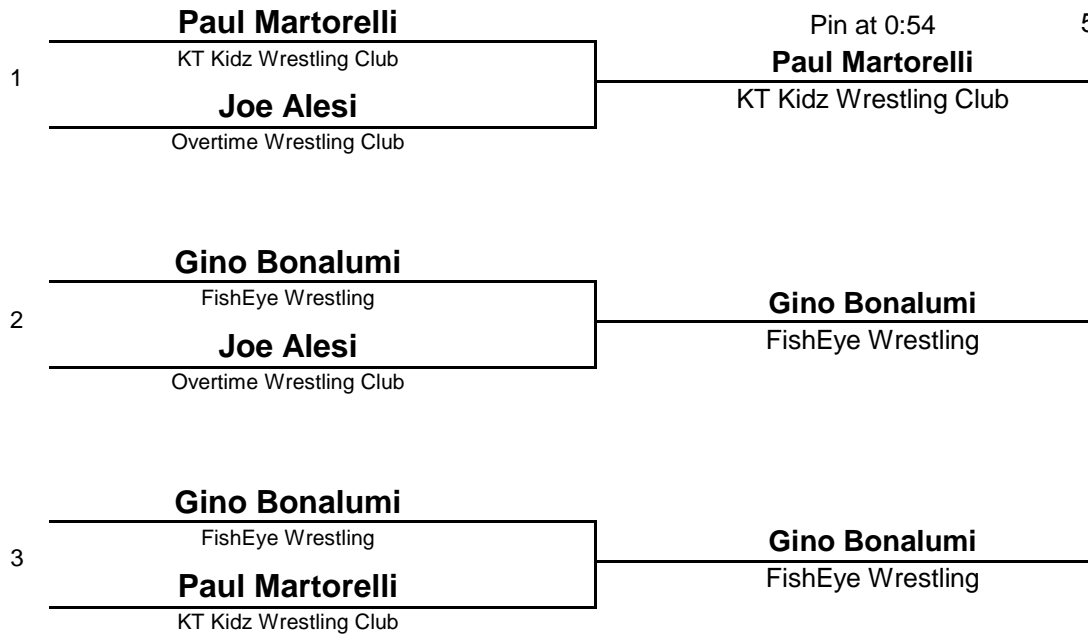 Paul Martorelli
KT Kidz Wrestling Club
1
Joe Alesi
Overtime Wrestling Club
Pin at 0:54
5
Paul Martorelli
KT Kidz Wrestling Club
Gino Bonalumi
FishEye Wrestling
2
Joe Alesi
Overtime Wrestling Club
Gino Bonalumi
FishEye Wrestling
Gino Bonalumi
FishEye Wrestling
3
Paul Martorelli
KT Kidz Wrestling Club
Gino Bonalumi
FishEye Wrestling